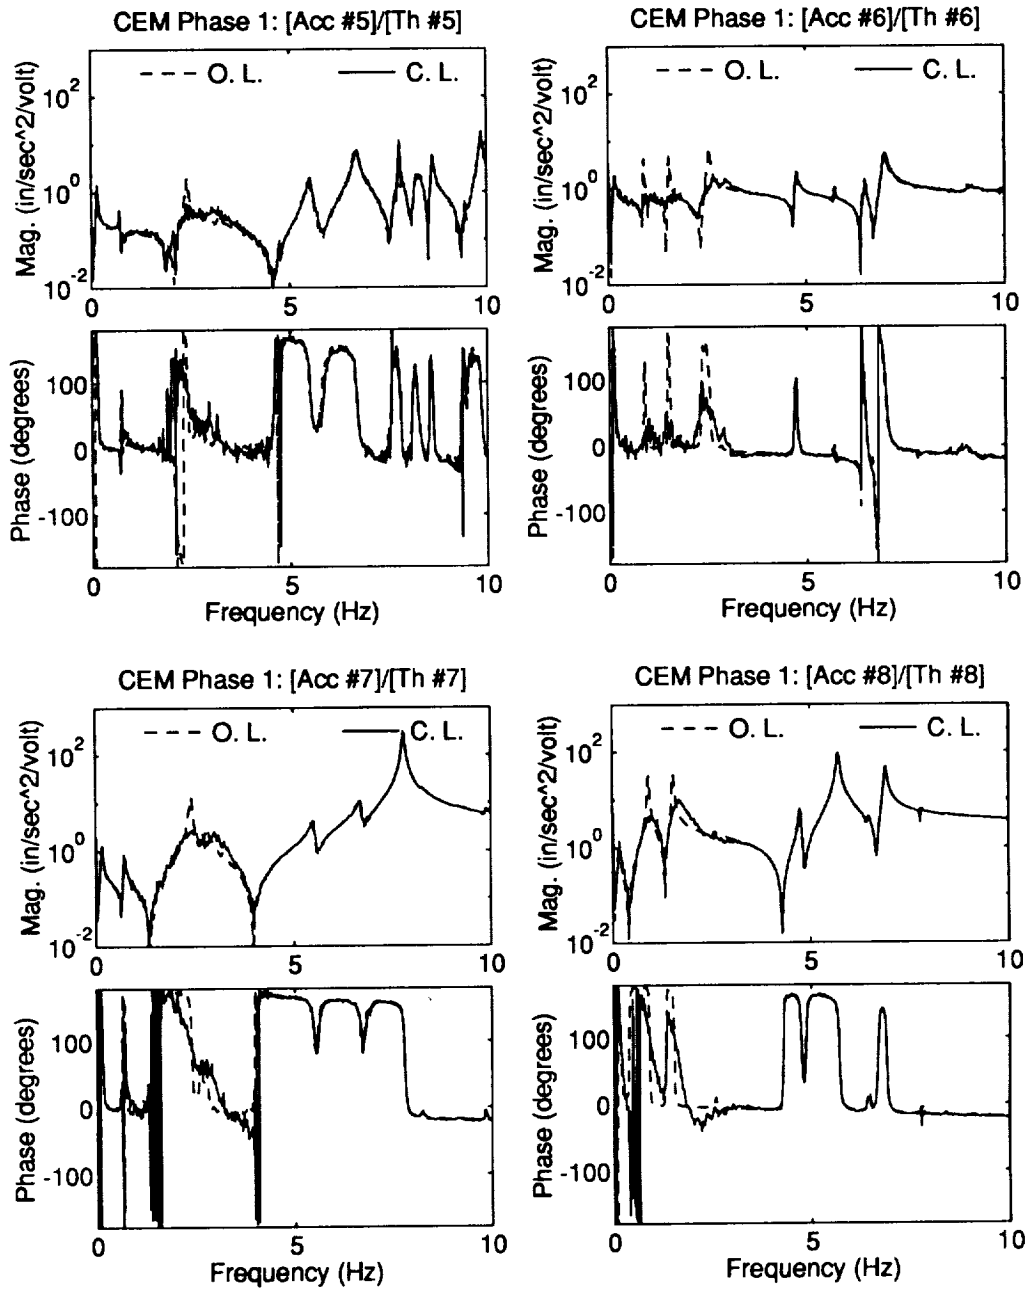 CEM Phase 1: [Acc #5]/[Th #5]
Mag. (in/sec^2/volt)
O. L.
C. L.
10^2
10^0
10^-2
0
5
10
Phase (degrees)
100
0
-100
0
5
10
Frequency (Hz)
CEM Phase 1: [Acc #6]/[Th #6]
Mag. (in/sec^2/volt)
O. L.
C. L.
10^2
10^0
10^-2
0
5
10
Phase (degrees)
100
0
-100
0
5
10
Frequency (Hz)
CEM Phase 1: [Acc #7]/[Th #7]
Mag. (in/sec^2/volt)
O. L.
C. L.
10^2
10^0
10^-2
0
5
10
Phase (degrees)
100
0
-100
0
5
10
Frequency (Hz)
CEM Phase 1: [Acc #8]/[Th #8]
Mag. (in/sec^2/volt)
O. L.
C. L.
10^2
10^0
10^-2
0
5
10
Phase (degrees)
100
0
-100
0
5
10
Frequency (Hz)